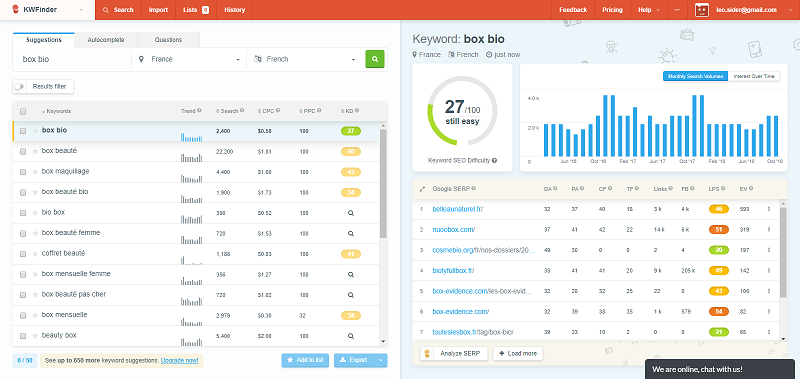 KWFinder
Search
Import
Lists 0
History
Feedback
Pricing
Help
leo.sider@gmail.com
Suggestions
Autocomplete
Questions
box bio
France
French
Results filter
Keywords Trend Search CPC PPC KD
box bio 2,400 $0.58 100 27
box beauté 22,200 $1.81 100
box maquillage 4,400 $1.60 100
box beauté bio 1,900 $1.73 100
bio box 390 $0.52 100
box beauté femme 720 $1.53 100
coffret beauté 1,188 $0.83 100
box mensuelle femme 356 $1.27 100
box beauté pas cher 720 $1.62 100
box mensuelle 2,979 $0.30 32
beauty box 5,400 $2.00 100
0 / 50
See up to 650 more keyword suggestions. Upgrade now!
Add to list
Export
Keyword: box bio
France
French
just now
27/100
still easy
Keyword SEO Difficulty
Monthly Search Volumes
Interest Over Time
4.0 k
2.0 k
0
Jun '16 Oct '16 Feb '17 Jun '17 Oct '17 Feb '18 Jun '18 Oct '18
Google SERP DA PA CF TF Links FB LPS EV
1 belleaunaturel.fr/ 32 37 40 18 3 k 4 k 46 593
2 nuoobox.com/ 37 41 42 22 14 k 6 k 51 319
3 cosmebio.org/fr/nos-dossiers/20... 49 30 0 0 2 4 20 197
4 biotyfullbox.fr/ 35 41 41 20 9 k 205 k 49 142
5 box-evidence.com/les-box-evid... 32 26 32 25 22 0 43 106
6 box-evidence.com/ 32 39 38 35 1 k 579 54 82
7 touteslesbox.fr/tag/box-bio/ 39 23 10 2 0 0 21 65
Analyze SERP
Load more
We are online, chat with us!